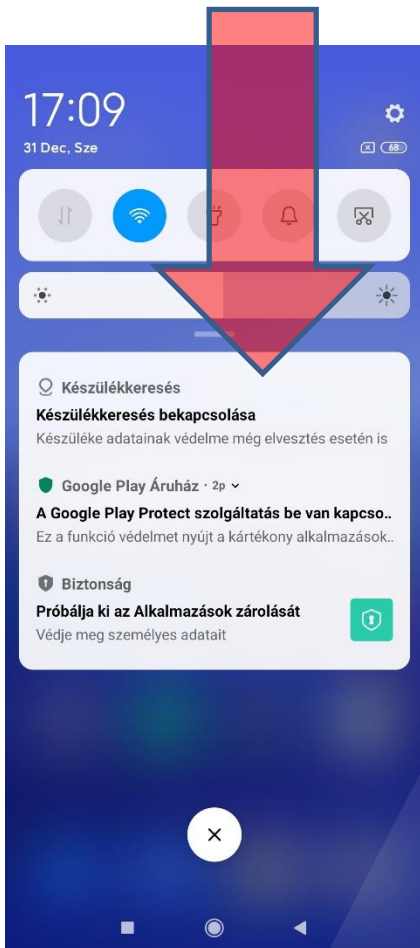 17:09
31 Dec, Sze
68
Készülékkeresés
Készülékkeresés bekapcsolása
Készüléke adatainak védelme még elvesztés esetén is
Google Play Áruház · 2p
A Google Play Protect szolgáltatás be van kapcso..
Ez a funkció védelmet nyújt a kártékony alkalmazások..
Biztonság
Próbálja ki az Alkalmazások zárolását
Védje meg személyes adatait